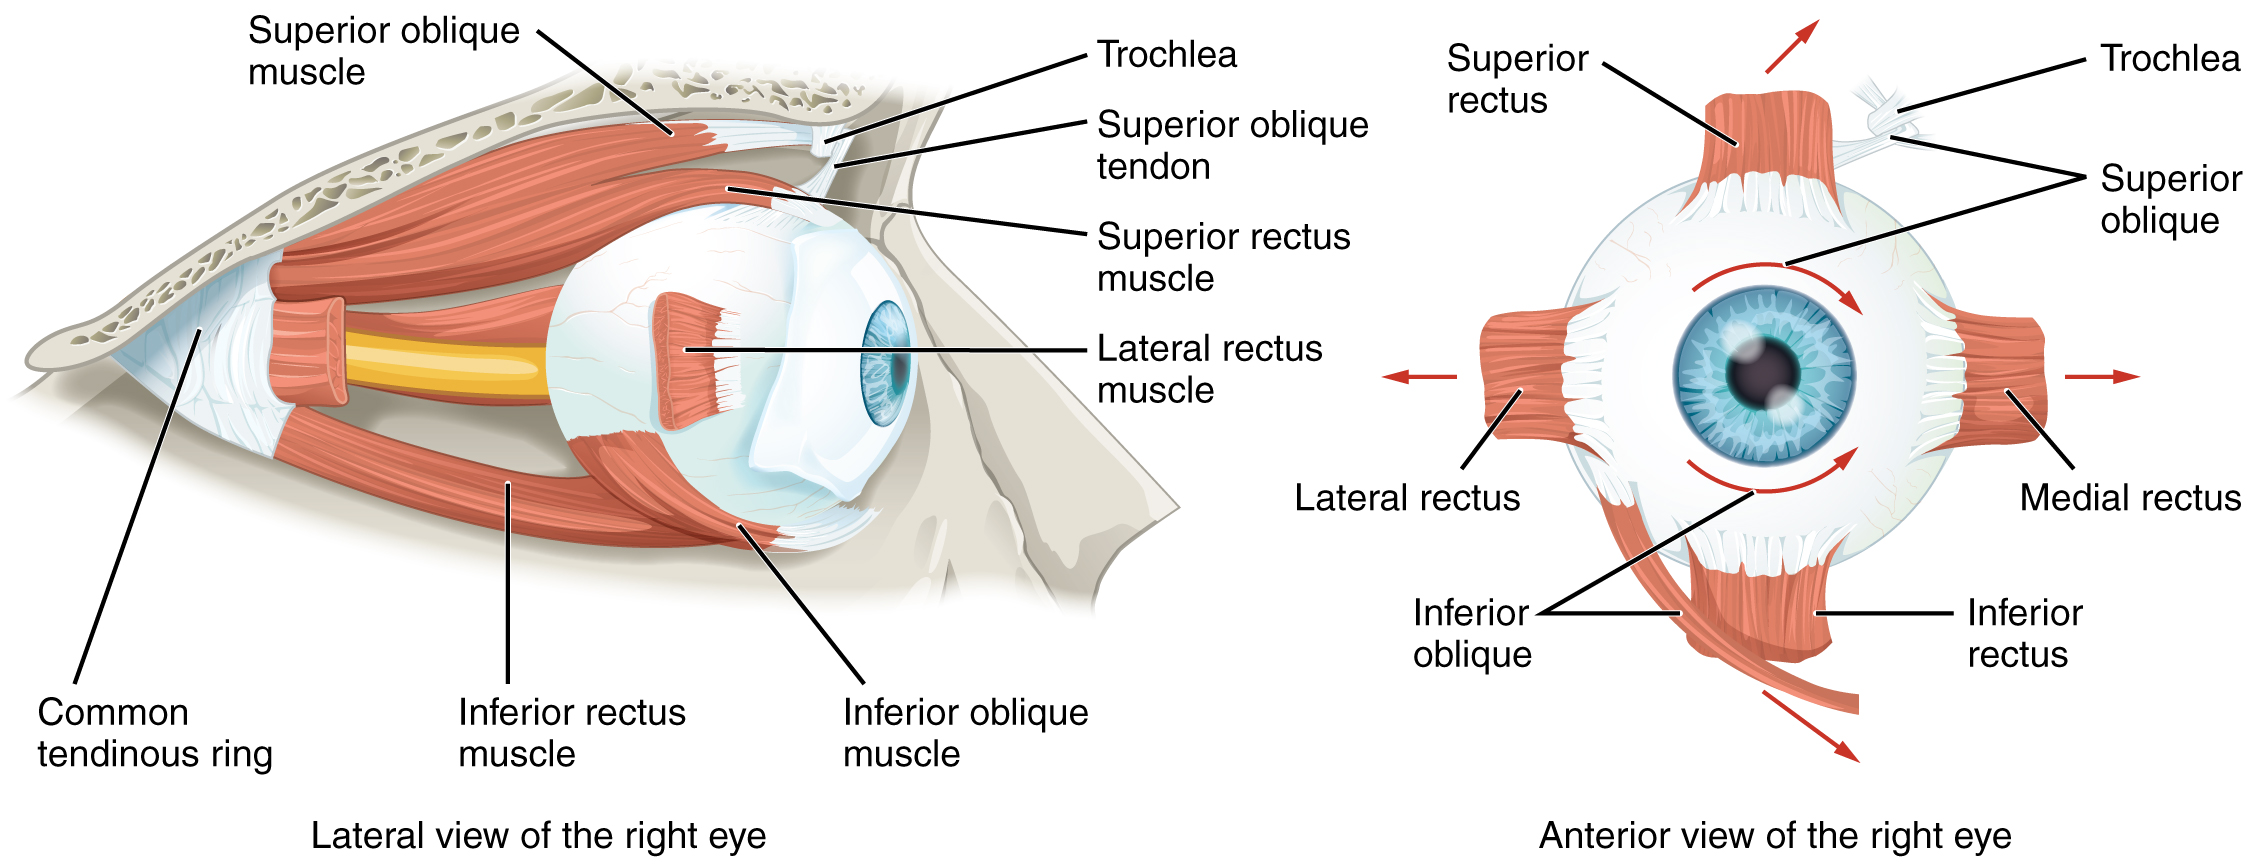 Superior oblique
muscle
Trochlea
Superior oblique
tendon
Superior rectus
muscle
Lateral rectus
muscle
Common
tendinous ring
Inferior rectus
muscle
Inferior oblique
muscle
Lateral view of the right eye
Superior
rectus
Trochlea
Superior
oblique
Lateral rectus
Medial rectus
Inferior
oblique
Inferior
rectus
Anterior view of the right eye